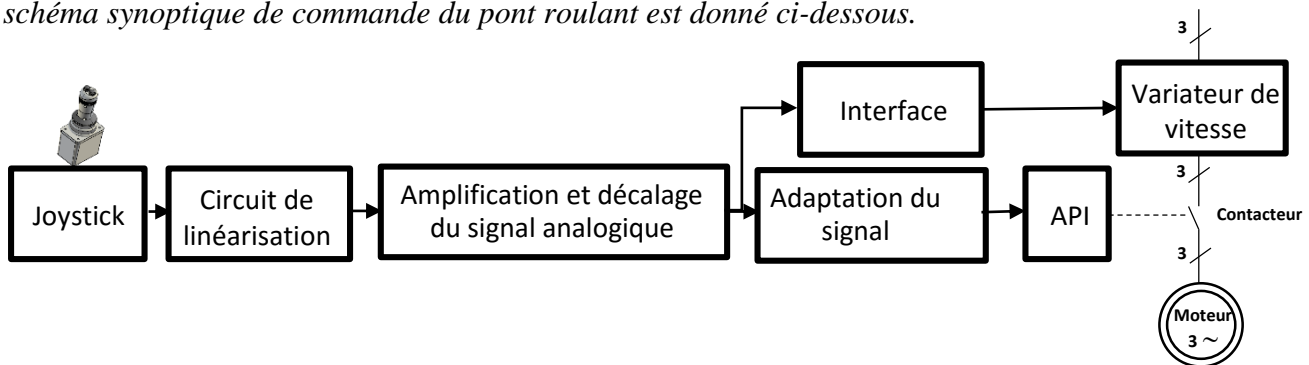 schéma synoptique de commande du pont roulant est donné ci-dessous.
3
Interface
Variateur de
vitesse
Joystick
Circuit de
linéarisation
Amplification et décalage
du signal analogique
Adaptation du
signal
API
3
Contacteur
3
Moteur
3 ~